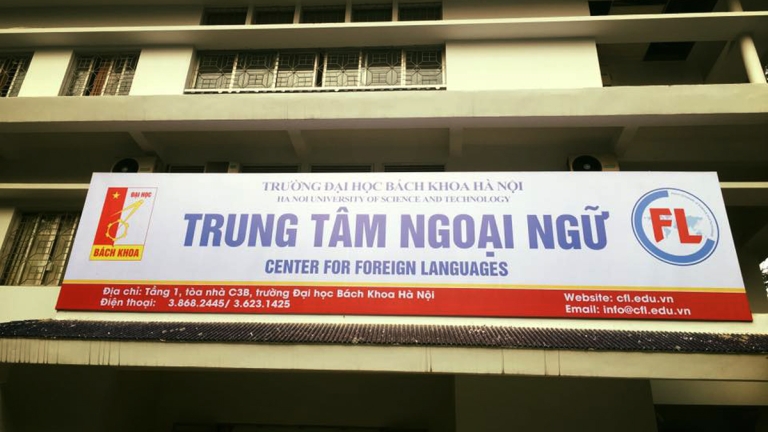 ĐẠI HỌC
BÁCH KHOA
TRƯỜNG ĐẠI HỌC BÁCH KHOA HÀ NỘI
HA NOI UNIVERSITY OF SCIENCE AND TECHNOLOGY
TRUNG TÂM NGOẠI NGỮ
CENTER FOR FOREIGN LANGUAGES
FL
Địa chỉ: Tầng 1, tòa nhà C3B, trường Đại học Bách Khoa Hà Nội
Điện thoại: 3.868.2445/ 3.623.1425
Website: cfl.edu.vn
Email: info@cfl.edu.vn